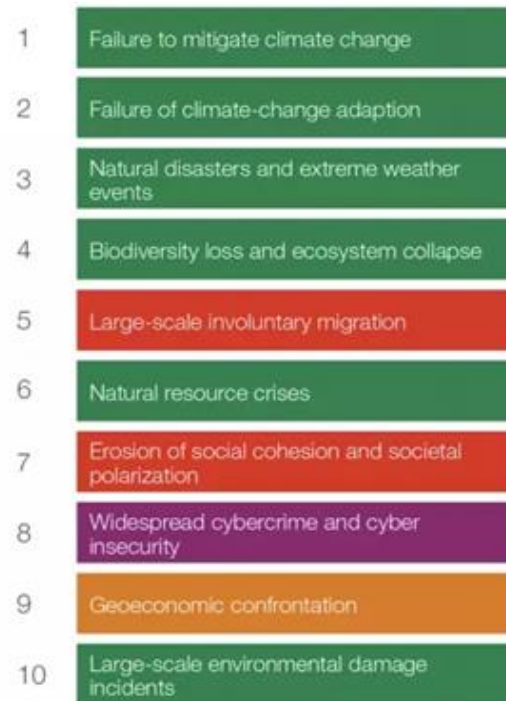 1 Failure to mitigate climate change
2 Failure of climate-change adaption
3 Natural disasters and extreme weather
events
4 Biodiversity loss and ecosystem collapse
5 Large-scale involuntary migration
6 Natural resource crises
7 Erosion of social cohesion and societal
polarization
8 Widespread cybercrime and cyber
insecurity
9 Geoeconomic confrontation
10 Large-scale environmental damage
incidents